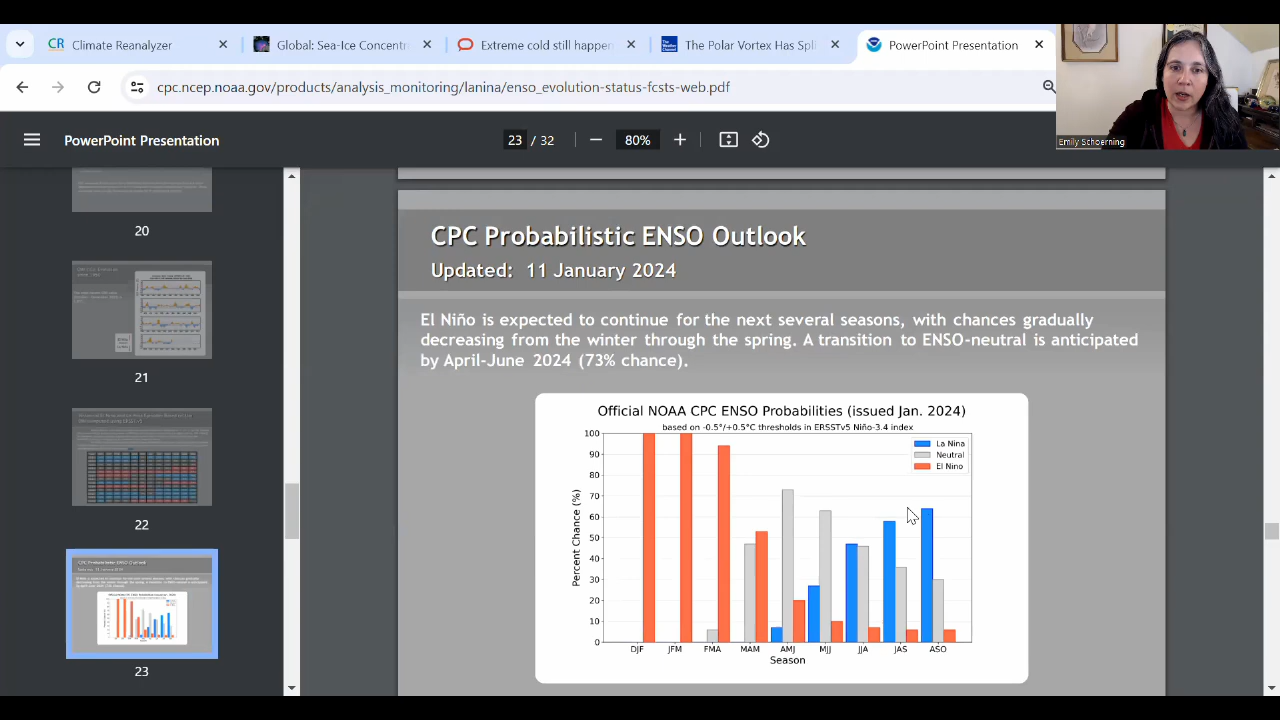 Climate Reanalyzer
Global: Sea-Ice Concentr
Extreme cold still happen
The Polar Vortex Has Spli
PowerPoint Presentation
cpc.ncep.noaa.gov/products/analysis_monitoring/lanina/enso_evolution-status-fcsts-web.pdf
Emily Schoerning
PowerPoint Presentation
23 / 32
80%
20
21
22
23
CPC Probabilistic ENSO Outlook
Updated: 11 January 2024
El Niño is expected to continue for the next several seasons, with chances gradually
decreasing from the winter through the spring. A transition to ENSO-neutral is anticipated
by April-June 2024 (73% chance).
Official NOAA CPC ENSO Probabilities (issued Jan. 2024)
based on -0.5°/+0.5°C thresholds in ERSSTv5 Niño-3.4 index
La Nina
Neutral
El Nino
Percent Chance (%)
100
90
80
70
60
50
40
30
20
10
0
DJF JFM FMA MAM AMJ MJJ JJA JAS ASO
Season